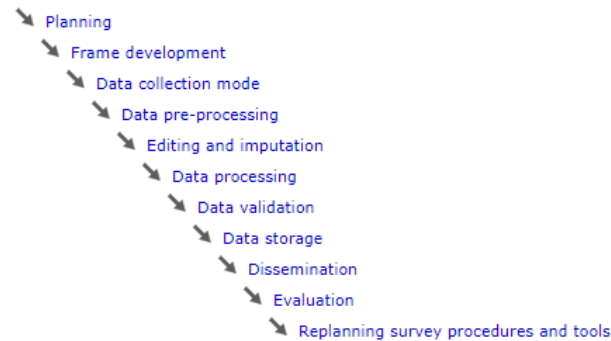 Planning
Frame development
Data collection mode
Data pre-processing
Editing and imputation
Data processing
Data validation
Data storage
Dissemination
Evaluation
Replanning survey procedures and tools